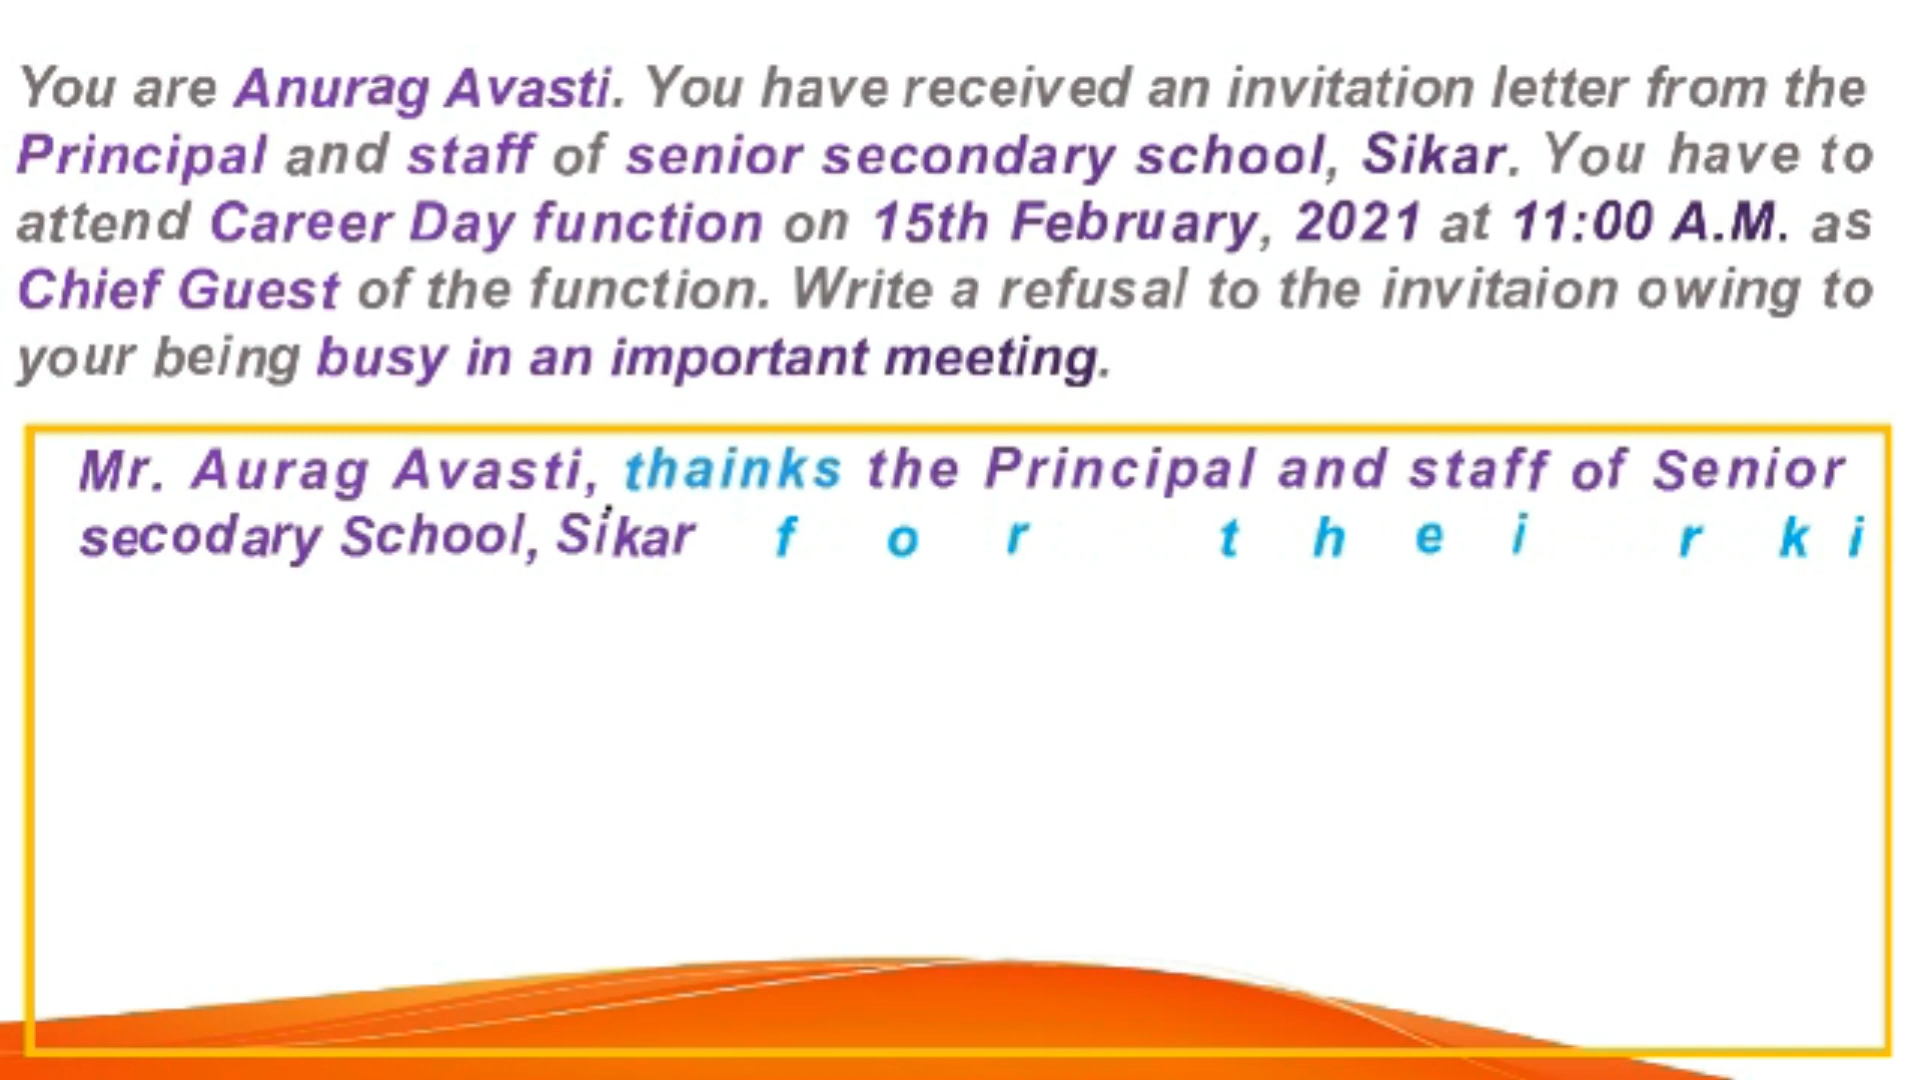 You are Anurag Avasti. You have received an invitation letter from the
Principal and staff of senior secondary school, Sikar. You have to
attend Career Day function on 15th February, 2021 at 11:00 A.M. as
Chief Guest of the function. Write a refusal to the invitaion owing to
your being busy in an important meeting.
Mr. Aurag Avasti, thainks the Principal and staff of Senior
secodary School, Sikar f o r t h e i r k i